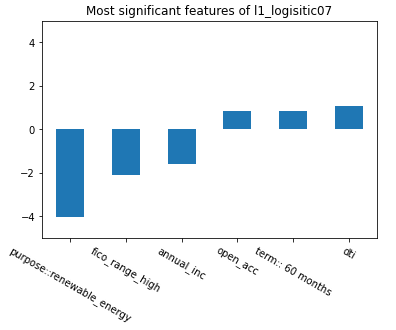 Most significant features of l1_logisitic07
4
2
0
−2
−4
purpose::renewable_energy
fico_range_high
annual_inc
open_acc
term:: 60 months
dti